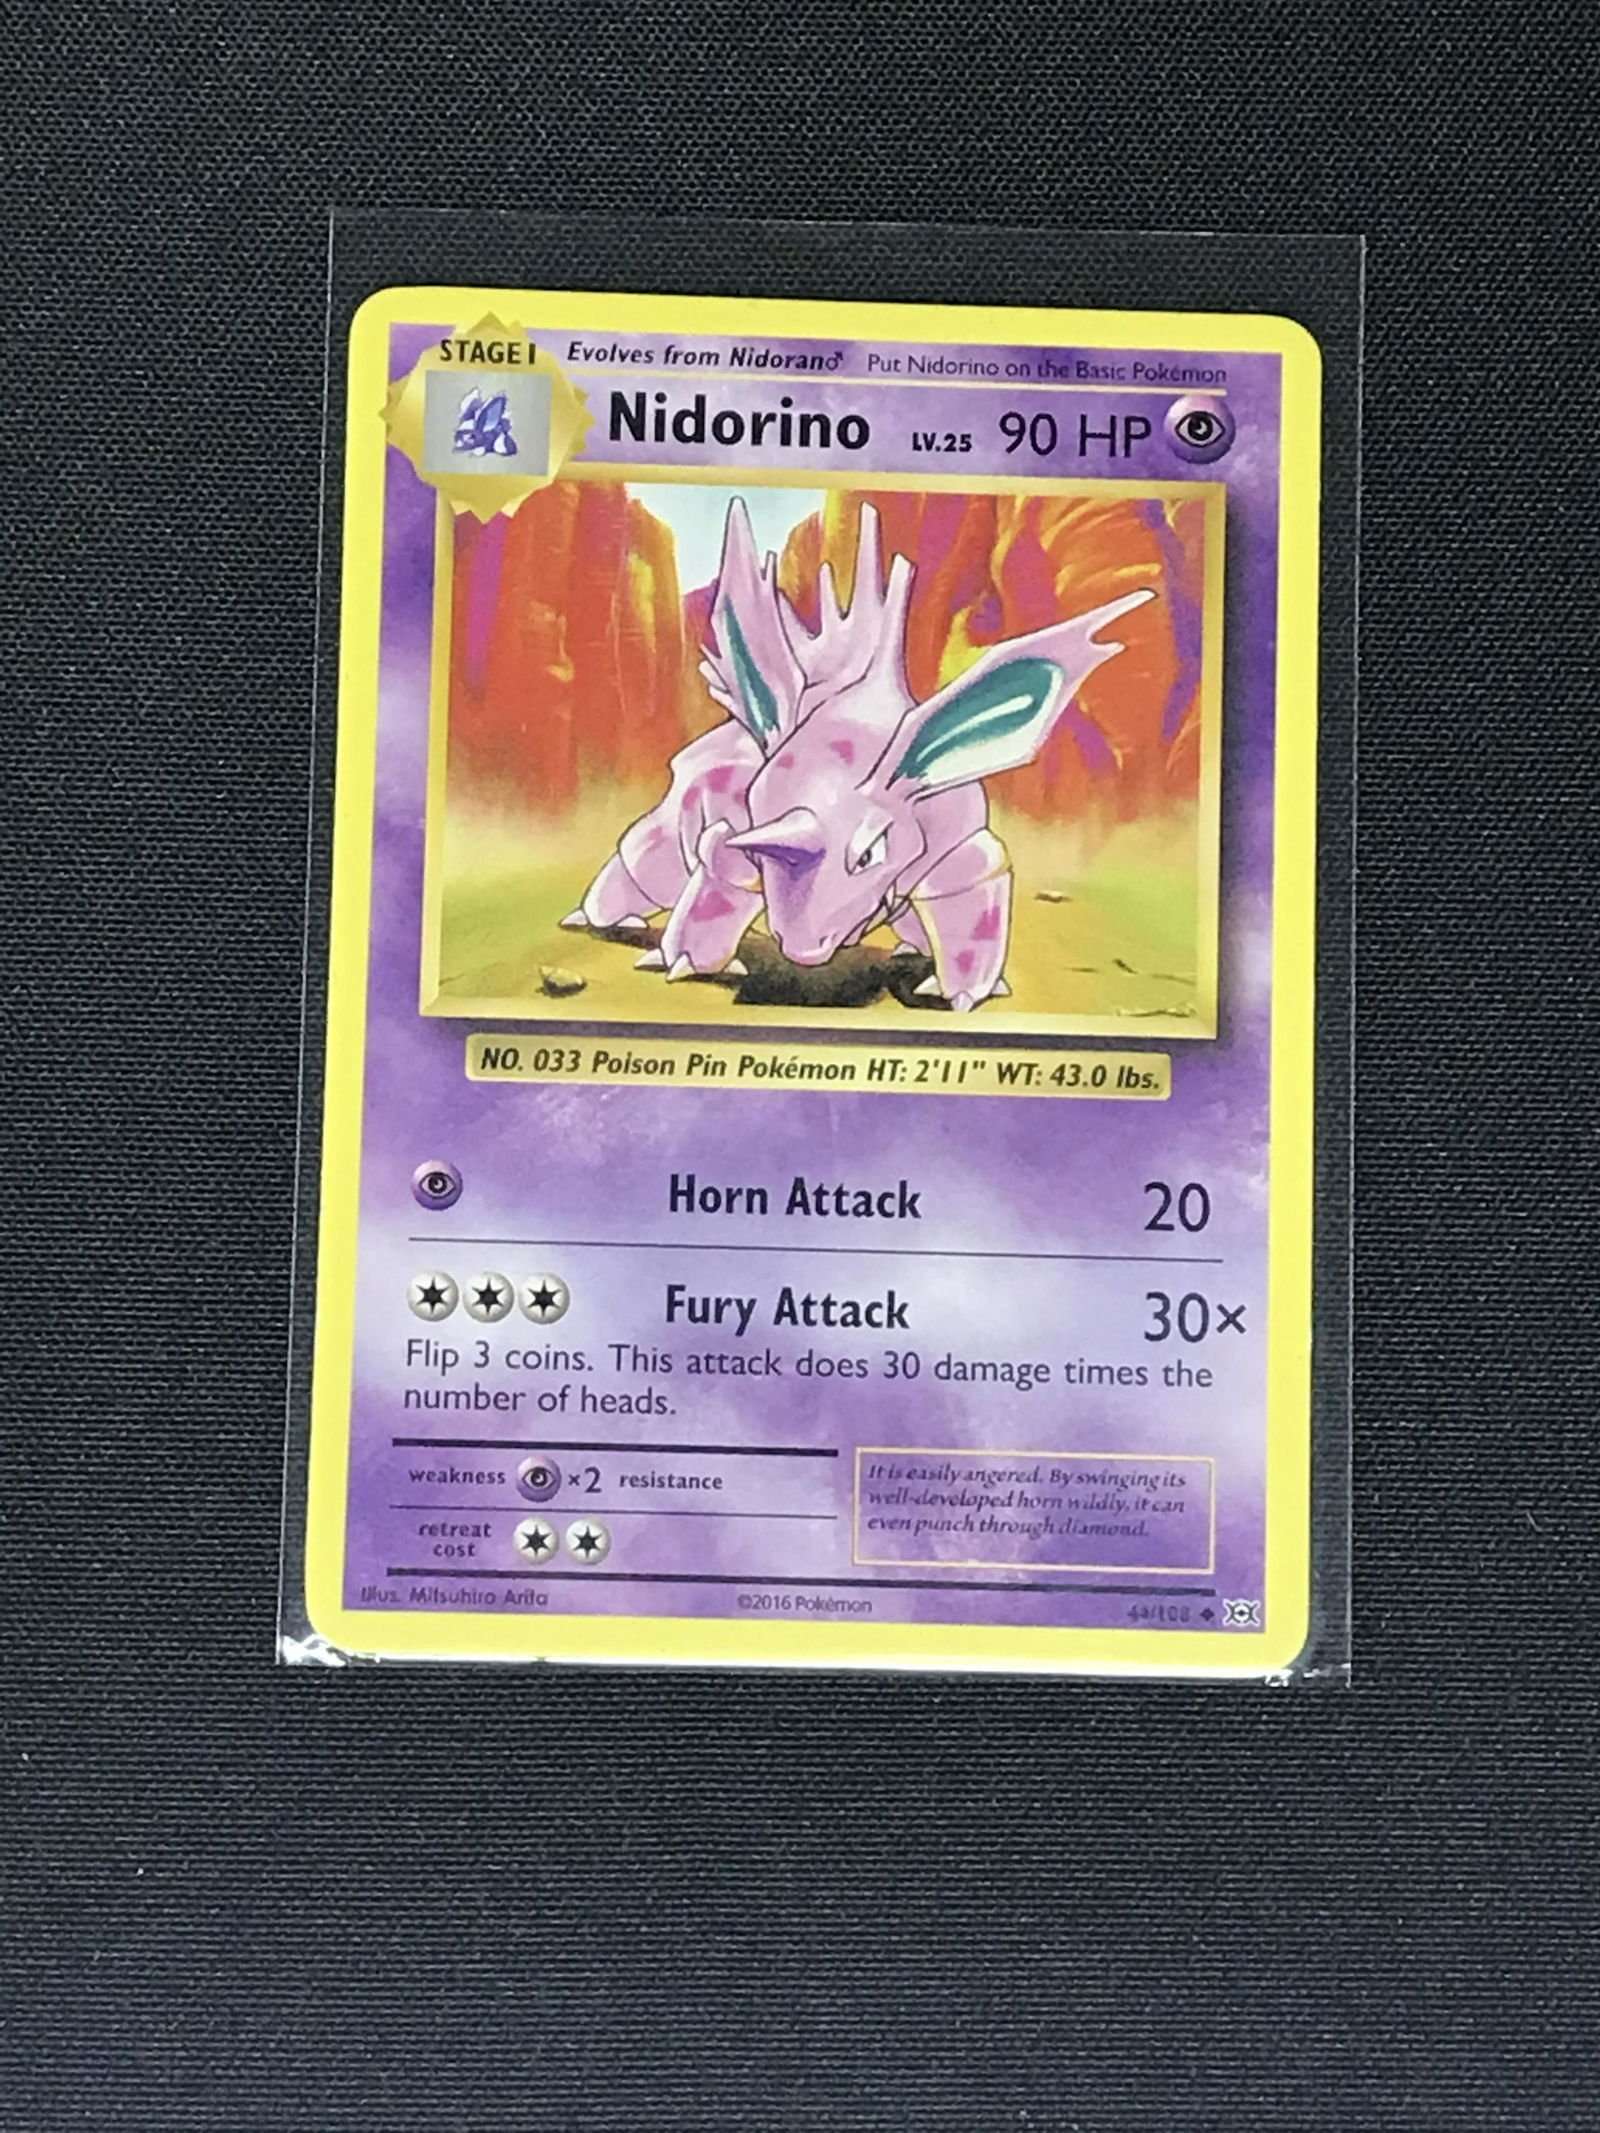 STAGE 1 Evolves from Nidoran♂ Put Nidorino on the Basic Pokémon
Nidorino LV.25 90 HP
NO. 033 Poison Pin Pokémon HT: 2'11" WT: 43.0 lbs.
Horn Attack 20
Fury Attack 30×
Flip 3 coins. This attack does 30 damage times the
number of heads.
weakness ×2 resistance
retreat
cost
It is easily angered. By swinging its
well-developed horn wildly, it can
even punch through diamond.
Illus. Mitsuhiro Arita ©2016 Pokémon